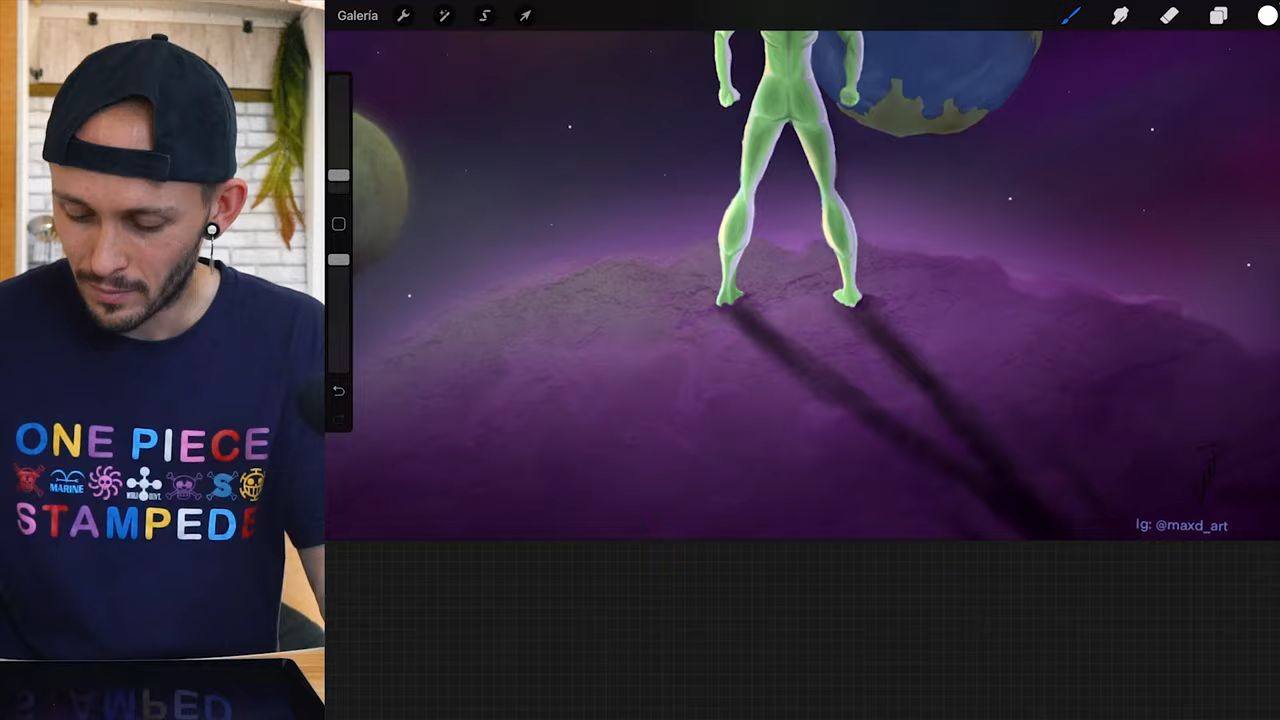 Galería
ONE PIECE
MARINE
STAMPEDE
Ig: @maxd_art